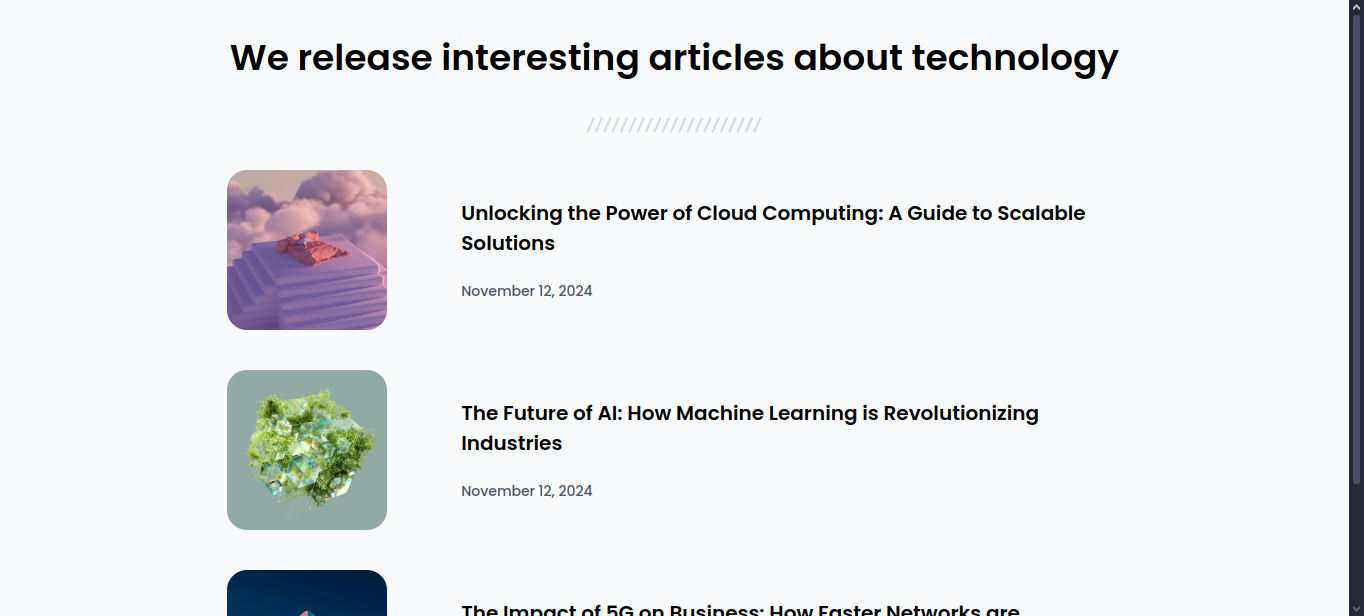 We release interesting articles about technology
Unlocking the Power of Cloud Computing: A Guide to Scalable
Solutions
November 12, 2024
The Future of AI: How Machine Learning is Revolutionizing
Industries
November 12, 2024
The Impact of 5G on Business: How Faster Networks are